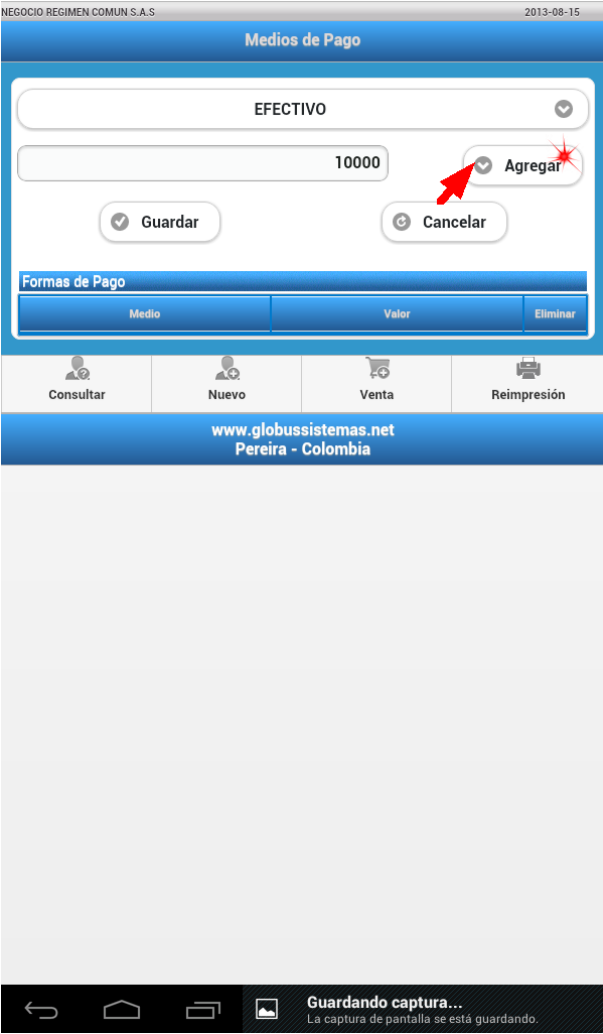 NEGOCIO REGIMEN COMUN S.A.S 2013-08-15
Medios de Pago
EFECTIVO
10000 Agregar
Guardar Cancelar
Formas de Pago
Medio Valor Eliminar
Consultar Nuevo Venta Reimpresión
www.globussistemas.net
Pereira - Colombia
Guardando captura...
La captura de pantalla se está guardando.